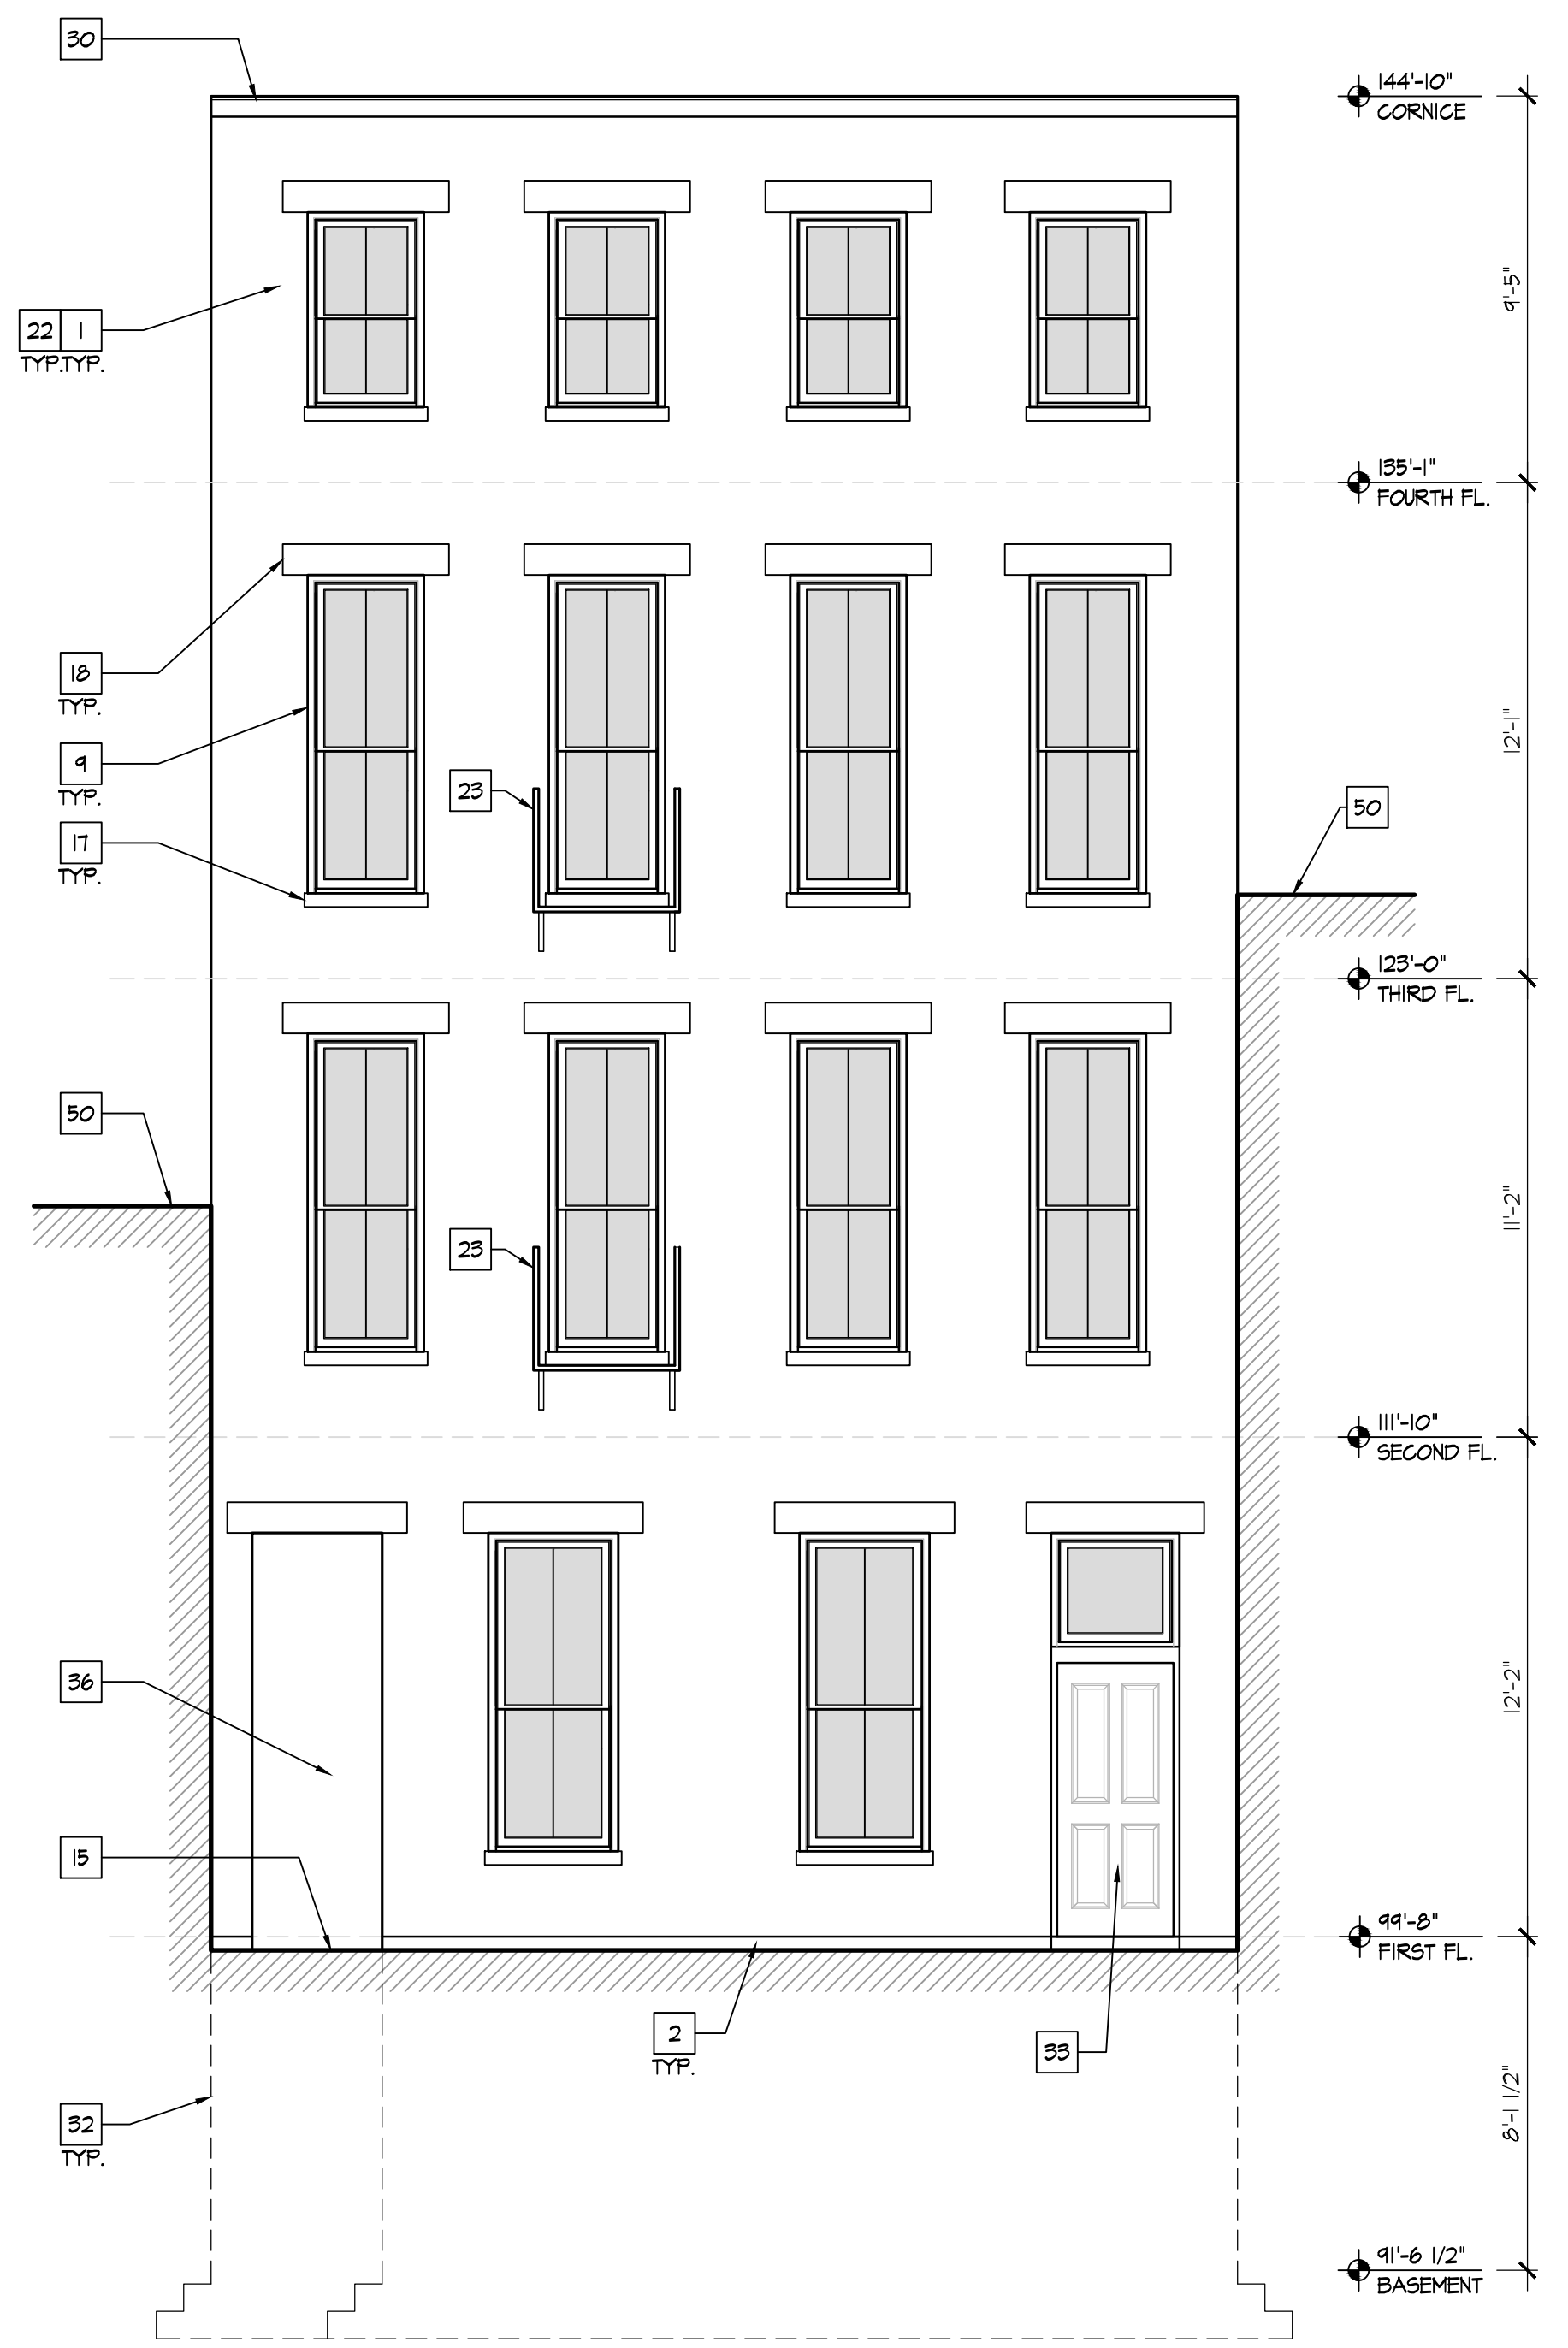 30
144'-10"
CORNICE
9'-5"
22 1
TYP. TYP.
135'-1"
FOURTH FL.
18
TYP.
12'-1"
9
TYP.
23
50
17
TYP.
123'-0"
THIRD FL.
50
11'-2"
23
111'-10"
SECOND FL.
36
12'-2"
15
99'-8"
FIRST FL.
2
TYP.
33
32
TYP.
8'-1 1/2"
91'-6 1/2"
BASEMENT